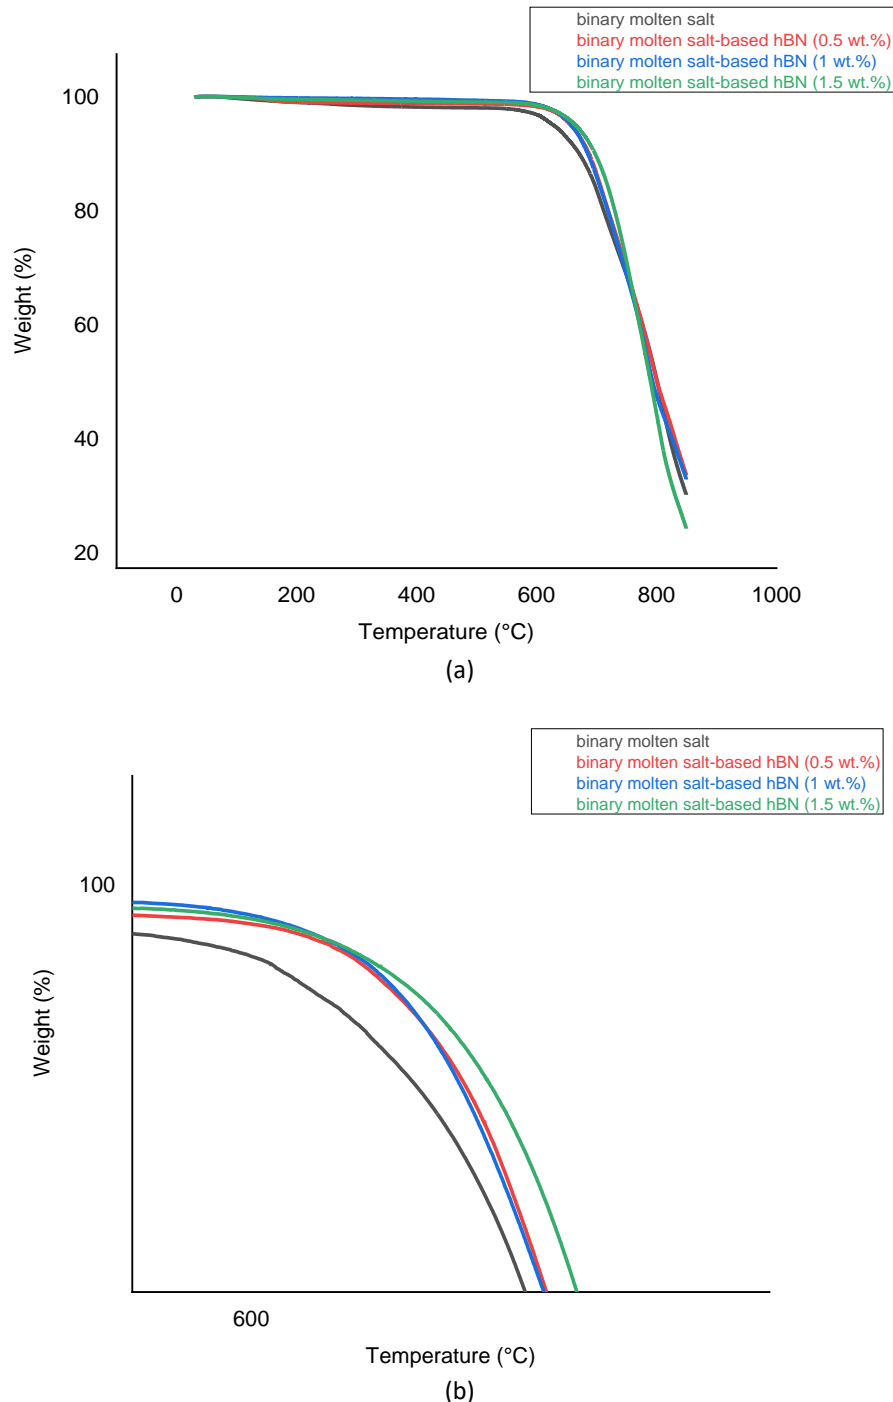 binary molten salt
binary molten salt-based hBN (0.5 wt.%)
binary molten salt-based hBN (1 wt.%)
binary molten salt-based hBN (1.5 wt.%)
100
80
60
40
20
Weight (%)
0 200 400 600 800 1000
Temperature (°C)
(a)
binary molten salt
binary molten salt-based hBN (0.5 wt.%)
binary molten salt-based hBN (1 wt.%)
binary molten salt-based hBN (1.5 wt.%)
100
Weight (%)
600
Temperature (°C)
(b)